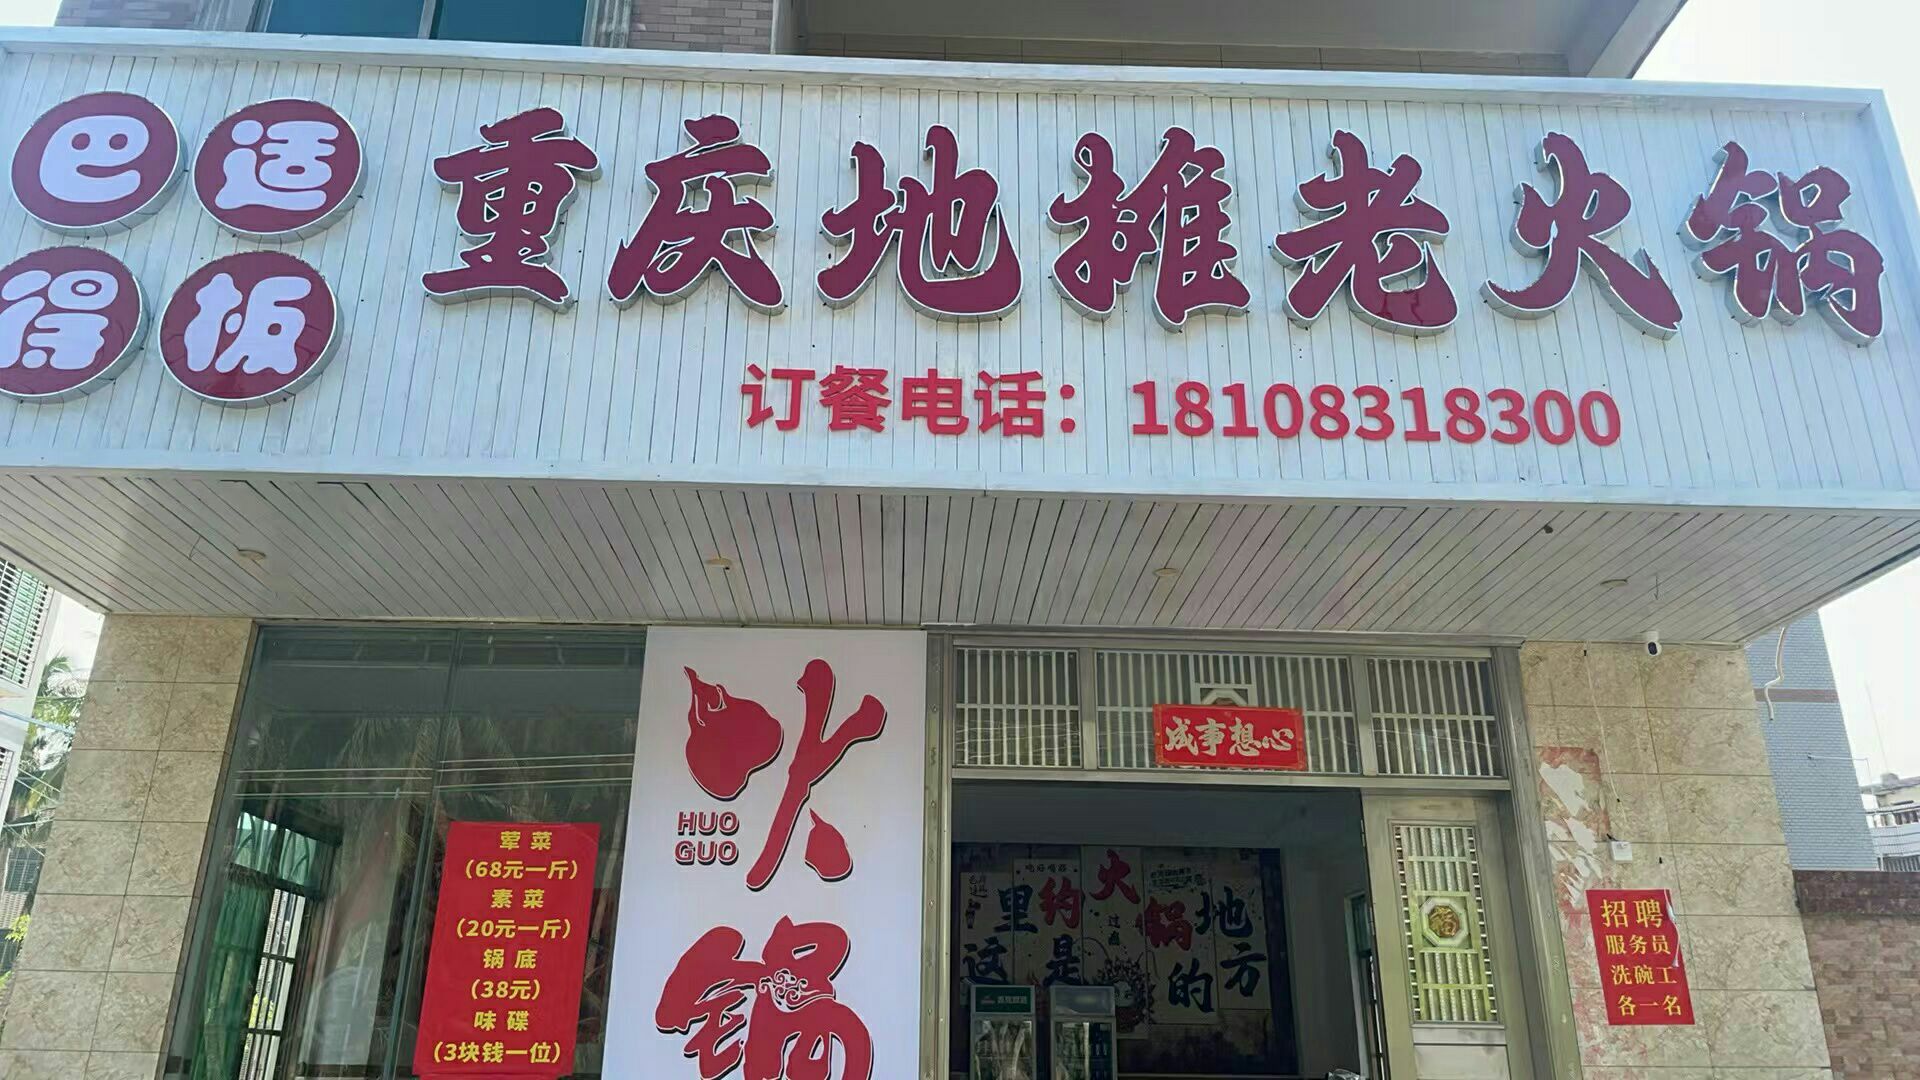 巴适
得板
重庆地摊老火锅
订餐电话：18108318300
火锅
HUO
GUO
荤菜
（68元一斤）
素菜
（20元一斤）
锅底
（38元）
味碟
（3块钱一位）
成事想心
这里是约火过瘾锅的地方
福
招聘
服务员
洗碗工
各一名